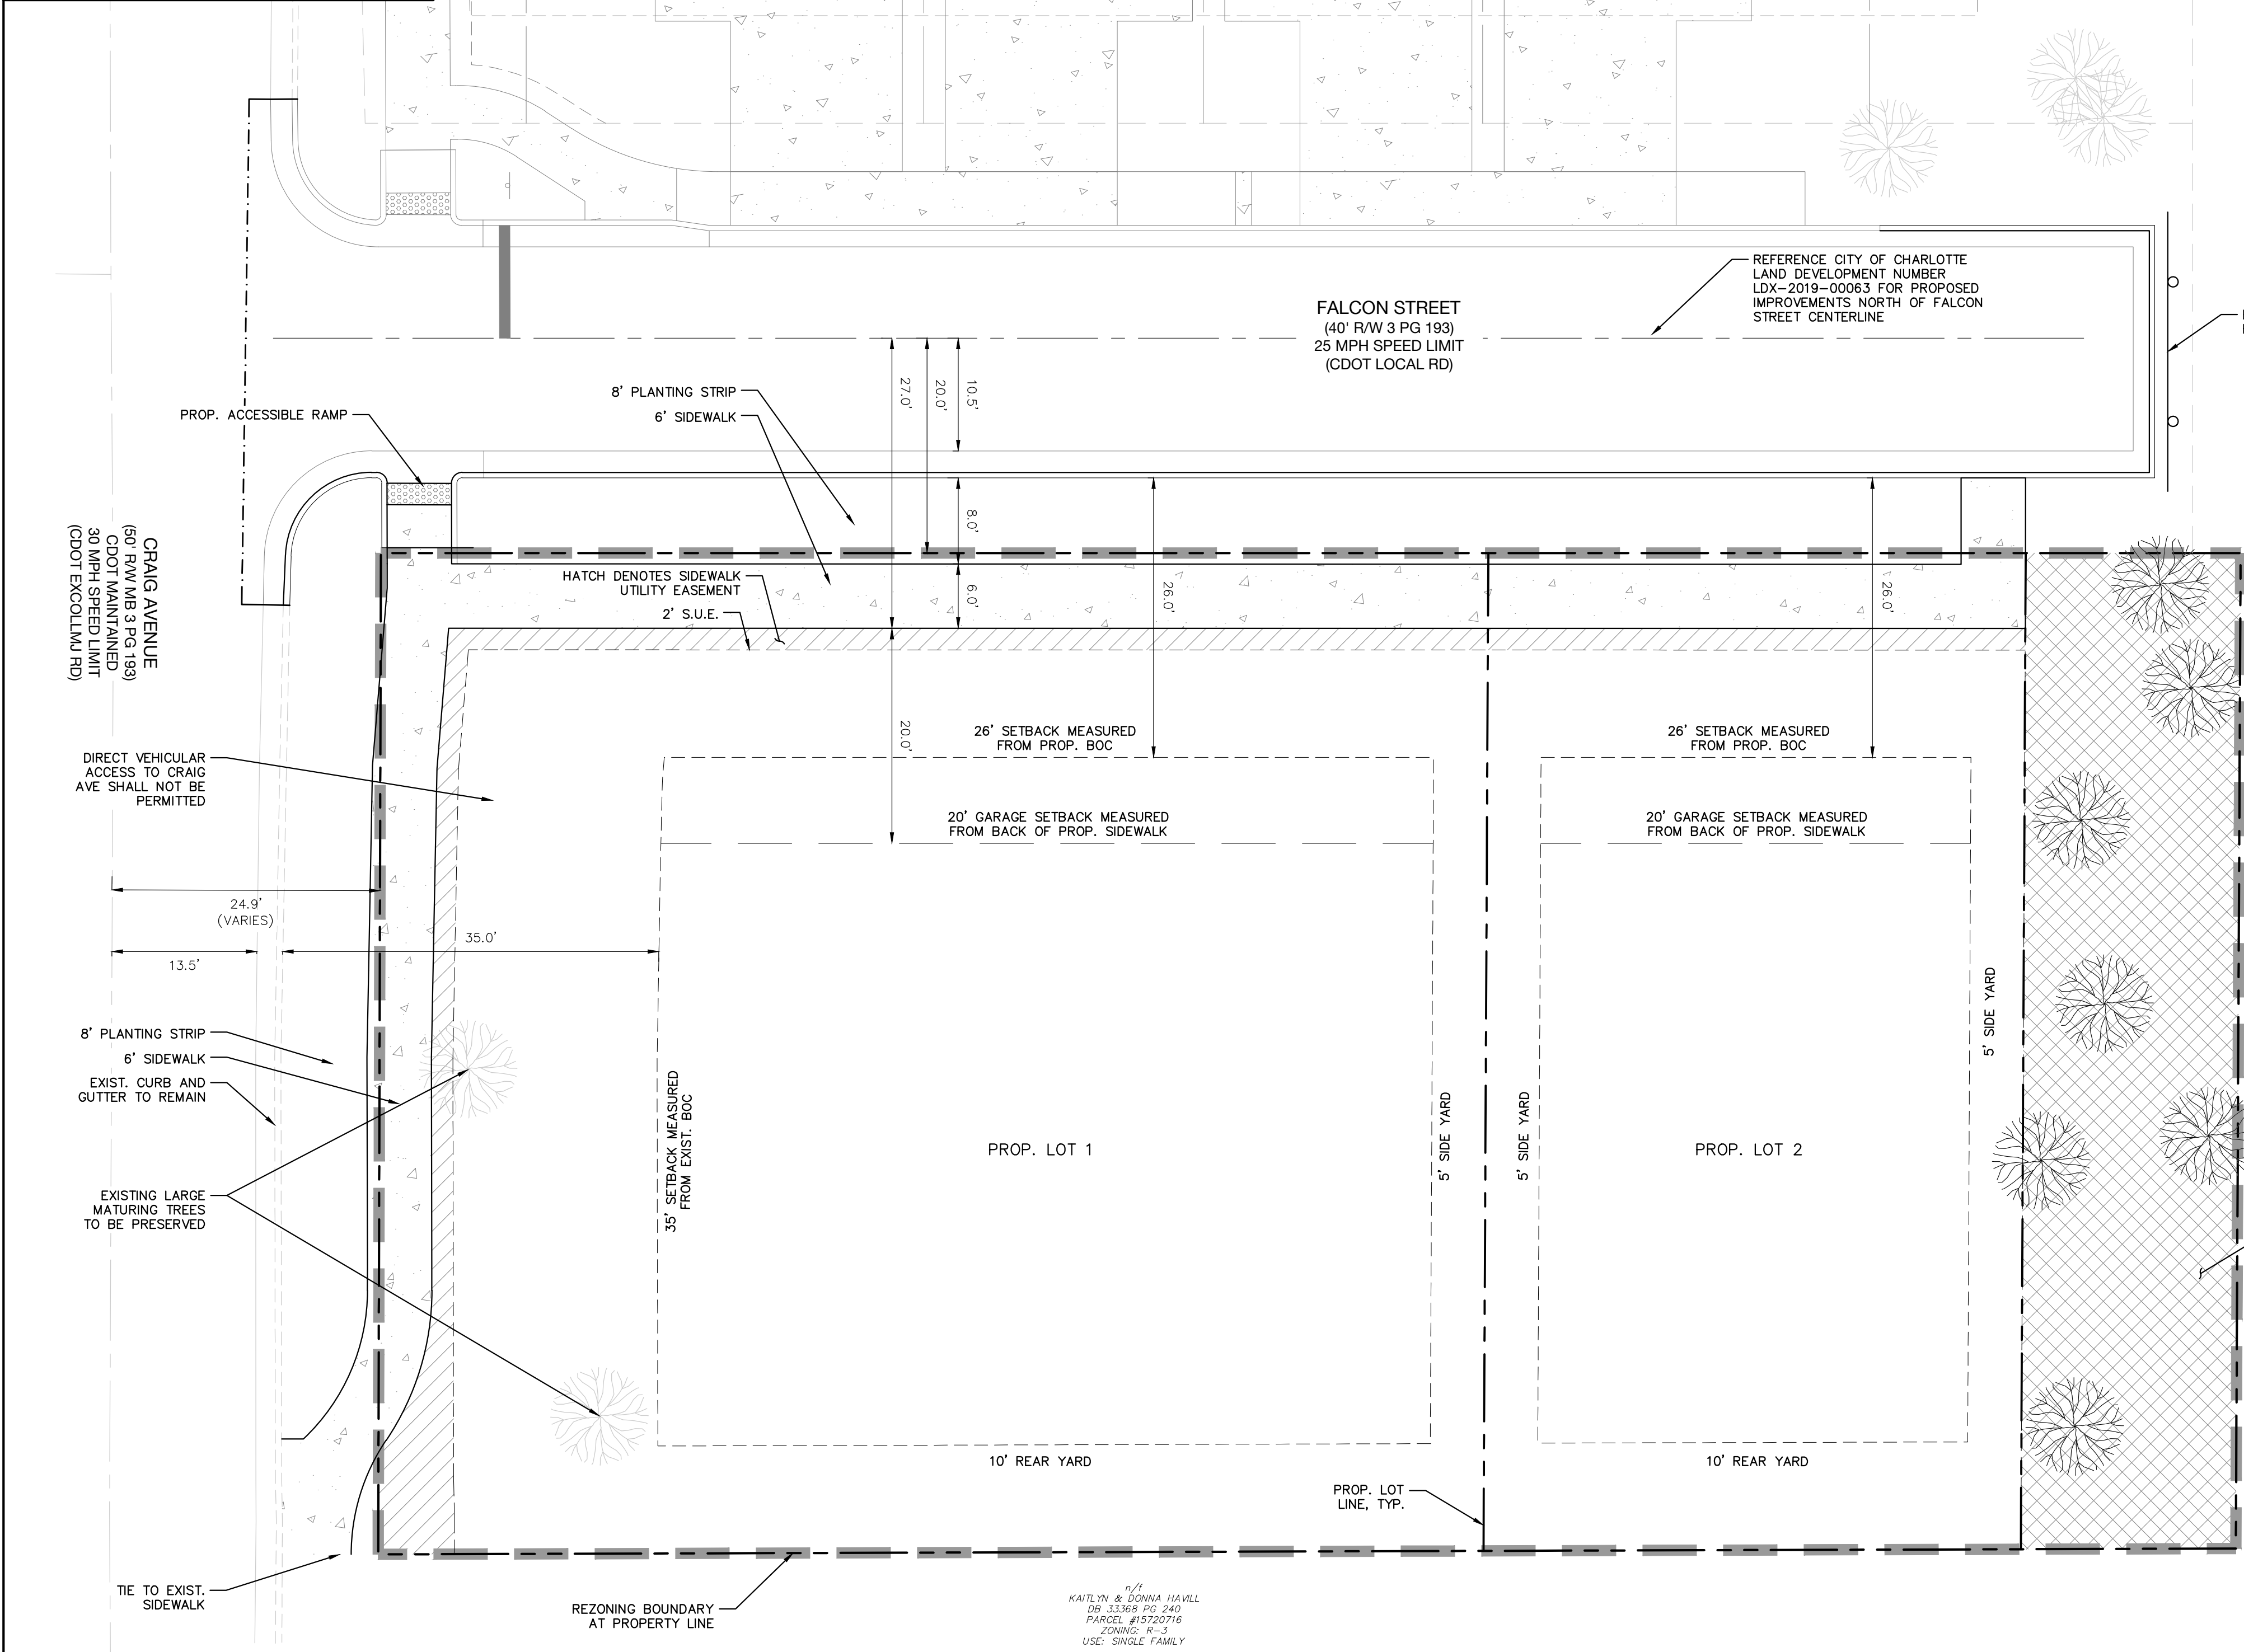 REFERENCE CITY OF CHARLOTTE
LAND DEVELOPMENT NUMBER
LDX-2019-00063 FOR PROPOSED
IMPROVEMENTS NORTH OF FALCON
STREET CENTERLINE
FALCON STREET
(40' R/W 3 PG 193)
25 MPH SPEED LIMIT
(CDOT LOCAL RD)
8' PLANTING STRIP
6' SIDEWALK
PROP. ACCESSIBLE RAMP
27.0'
20.0'
10.5'
8.0'
6.0'
26.0'
26.0'
20.0'
CRAIG AVENUE
(50' R/W MB 3 PG 193)
CDOT MAINTAINED
30 MPH SPEED LIMIT
(CDOT EXCOLLMJ RD)
HATCH DENOTES SIDEWALK
UTILITY EASEMENT
2' S.U.E.
26' SETBACK MEASURED
FROM PROP. BOC
26' SETBACK MEASURED
FROM PROP. BOC
DIRECT VEHICULAR
ACCESS TO CRAIG
AVE SHALL NOT BE
PERMITTED
20' GARAGE SETBACK MEASURED
FROM BACK OF PROP. SIDEWALK
20' GARAGE SETBACK MEASURED
FROM BACK OF PROP. SIDEWALK
24.9'
(VARIES)
35.0'
13.5'
8' PLANTING STRIP
6' SIDEWALK
EXIST. CURB AND
GUTTER TO REMAIN
35' SETBACK MEASURED
FROM EXIST. BOC
PROP. LOT 1
5' SIDE YARD
5' SIDE YARD
PROP. LOT 2
5' SIDE YARD
EXISTING LARGE
MATURING TREES
TO BE PRESERVED
10' REAR YARD
10' REAR YARD
PROP. LOT
LINE, TYP.
TIE TO EXIST.
SIDEWALK
REZONING BOUNDARY
AT PROPERTY LINE
n/f
KAITLYN & DONNA HAVILL
DB 33368 PG 240
PARCEL #15720716
ZONING: R-3
USE: SINGLE FAMILY